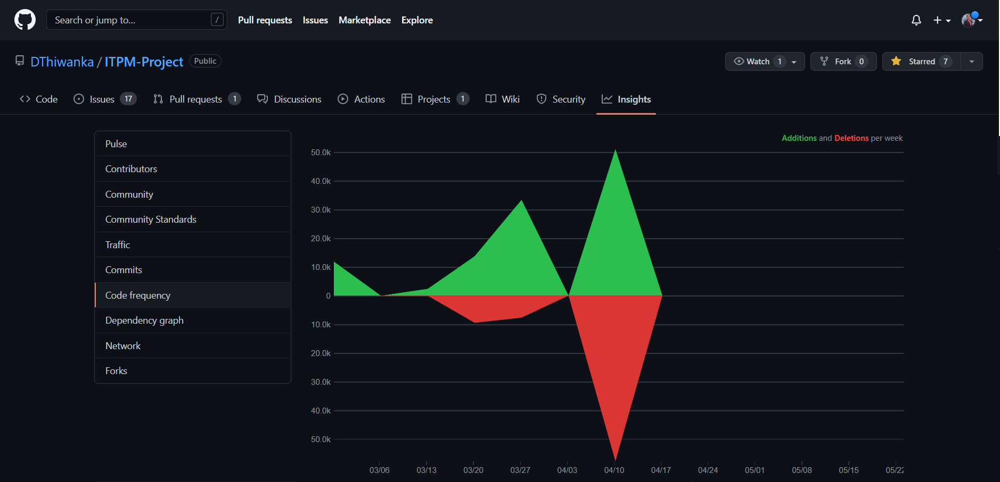 Search or jump to... /
Pull requests Issues Marketplace Explore
DThiwanka / ITPM-Project Public
Watch 1 Fork 0 Starred 7
Code Issues 17 Pull requests 1 Discussions Actions Projects 1 Wiki Security Insights
Pulse
Contributors
Community
Community Standards
Traffic
Commits
Code frequency
Dependency graph
Network
Forks
Additions and Deletions per week
50.0k
40.0k
30.0k
20.0k
10.0k
0
10.0k
20.0k
30.0k
40.0k
50.0k
03/06 03/13 03/20 03/27 04/03 04/10 04/17 04/24 05/01 05/08 05/15 05/22